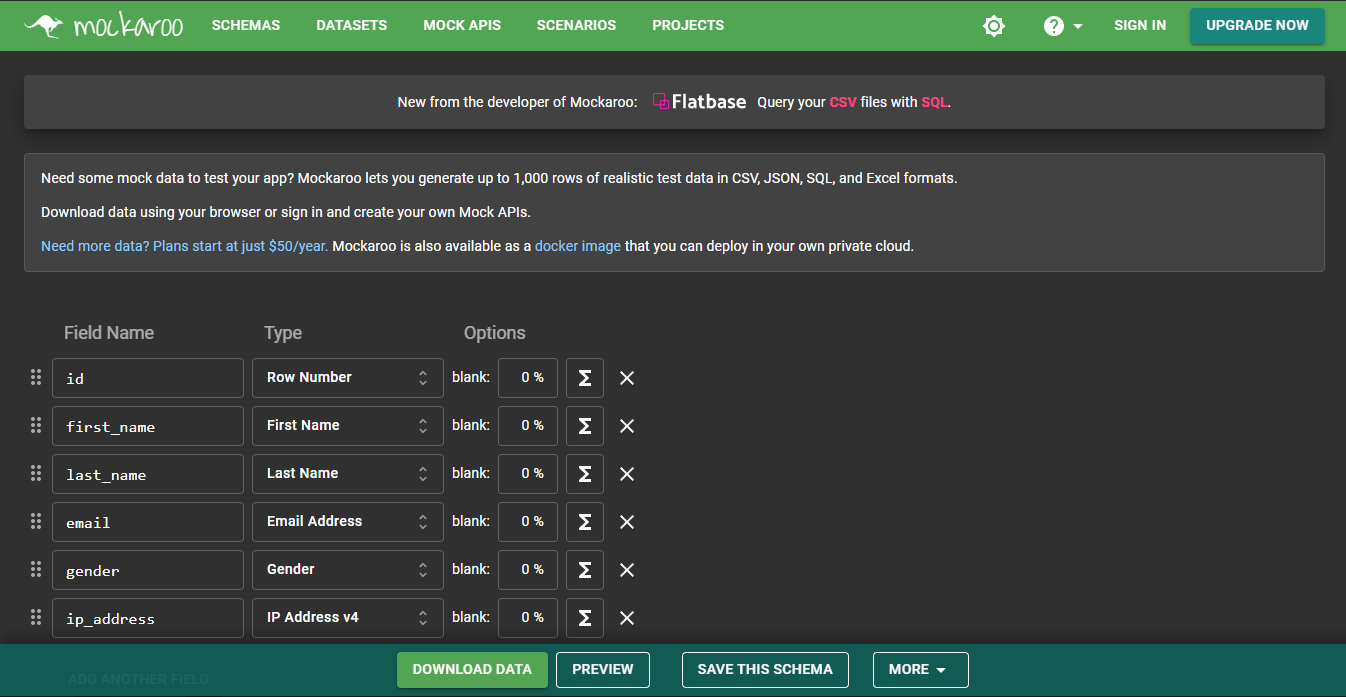 mockaroo SCHEMAS DATASETS MOCK APIS SCENARIOS PROJECTS ? SIGN IN UPGRADE NOW
New from the developer of Mockaroo: Flatbase Query your CSV files with SQL.
Need some mock data to test your app? Mockaroo lets you generate up to 1,000 rows of realistic test data in CSV, JSON, SQL, and Excel formats.
Download data using your browser or sign in and create your own Mock APIs.
Need more data? Plans start at just $50/year. Mockaroo is also available as a docker image that you can deploy in your own private cloud.
Field Name Type Options
id Row Number blank: 0 % Σ
first_name First Name blank: 0 % Σ
last_name Last Name blank: 0 % Σ
email Email Address blank: 0 % Σ
gender Gender blank: 0 % Σ
ip_address IP Address v4 blank: 0 % Σ
ADD ANOTHER FIELD DOWNLOAD DATA PREVIEW SAVE THIS SCHEMA MORE